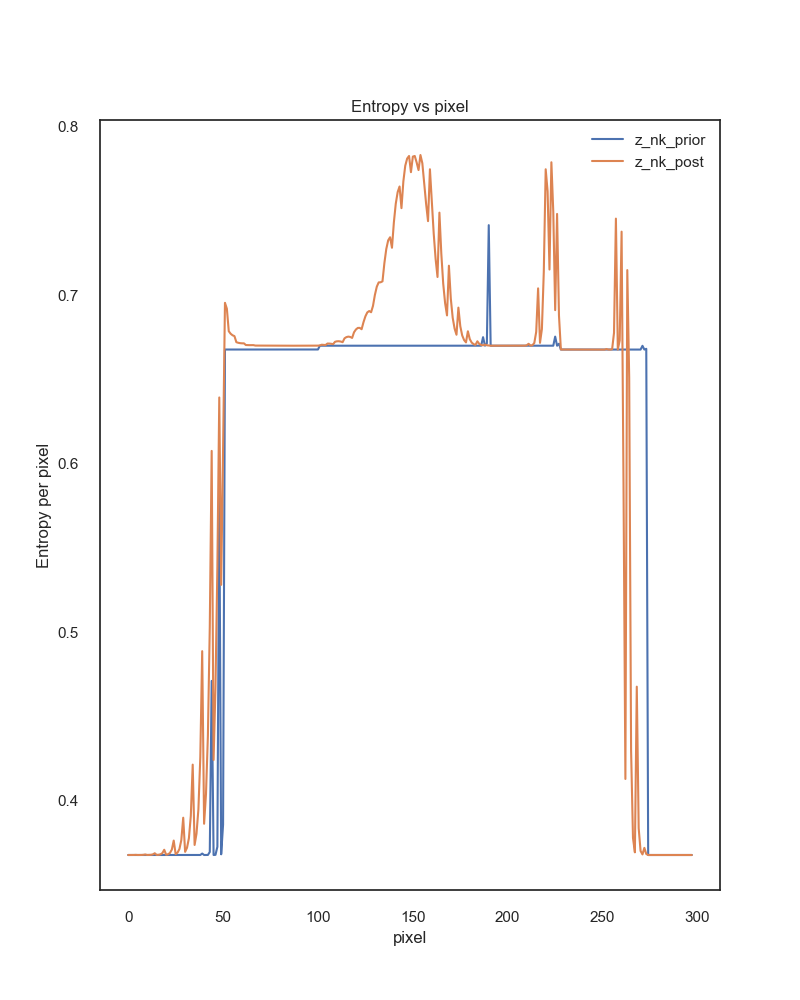 Entropy vs pixel
z_nk_prior
z_nk_post
0.8
0.7
0.6
0.5
0.4
Entropy per pixel
0 50 100 150 200 250 300
pixel